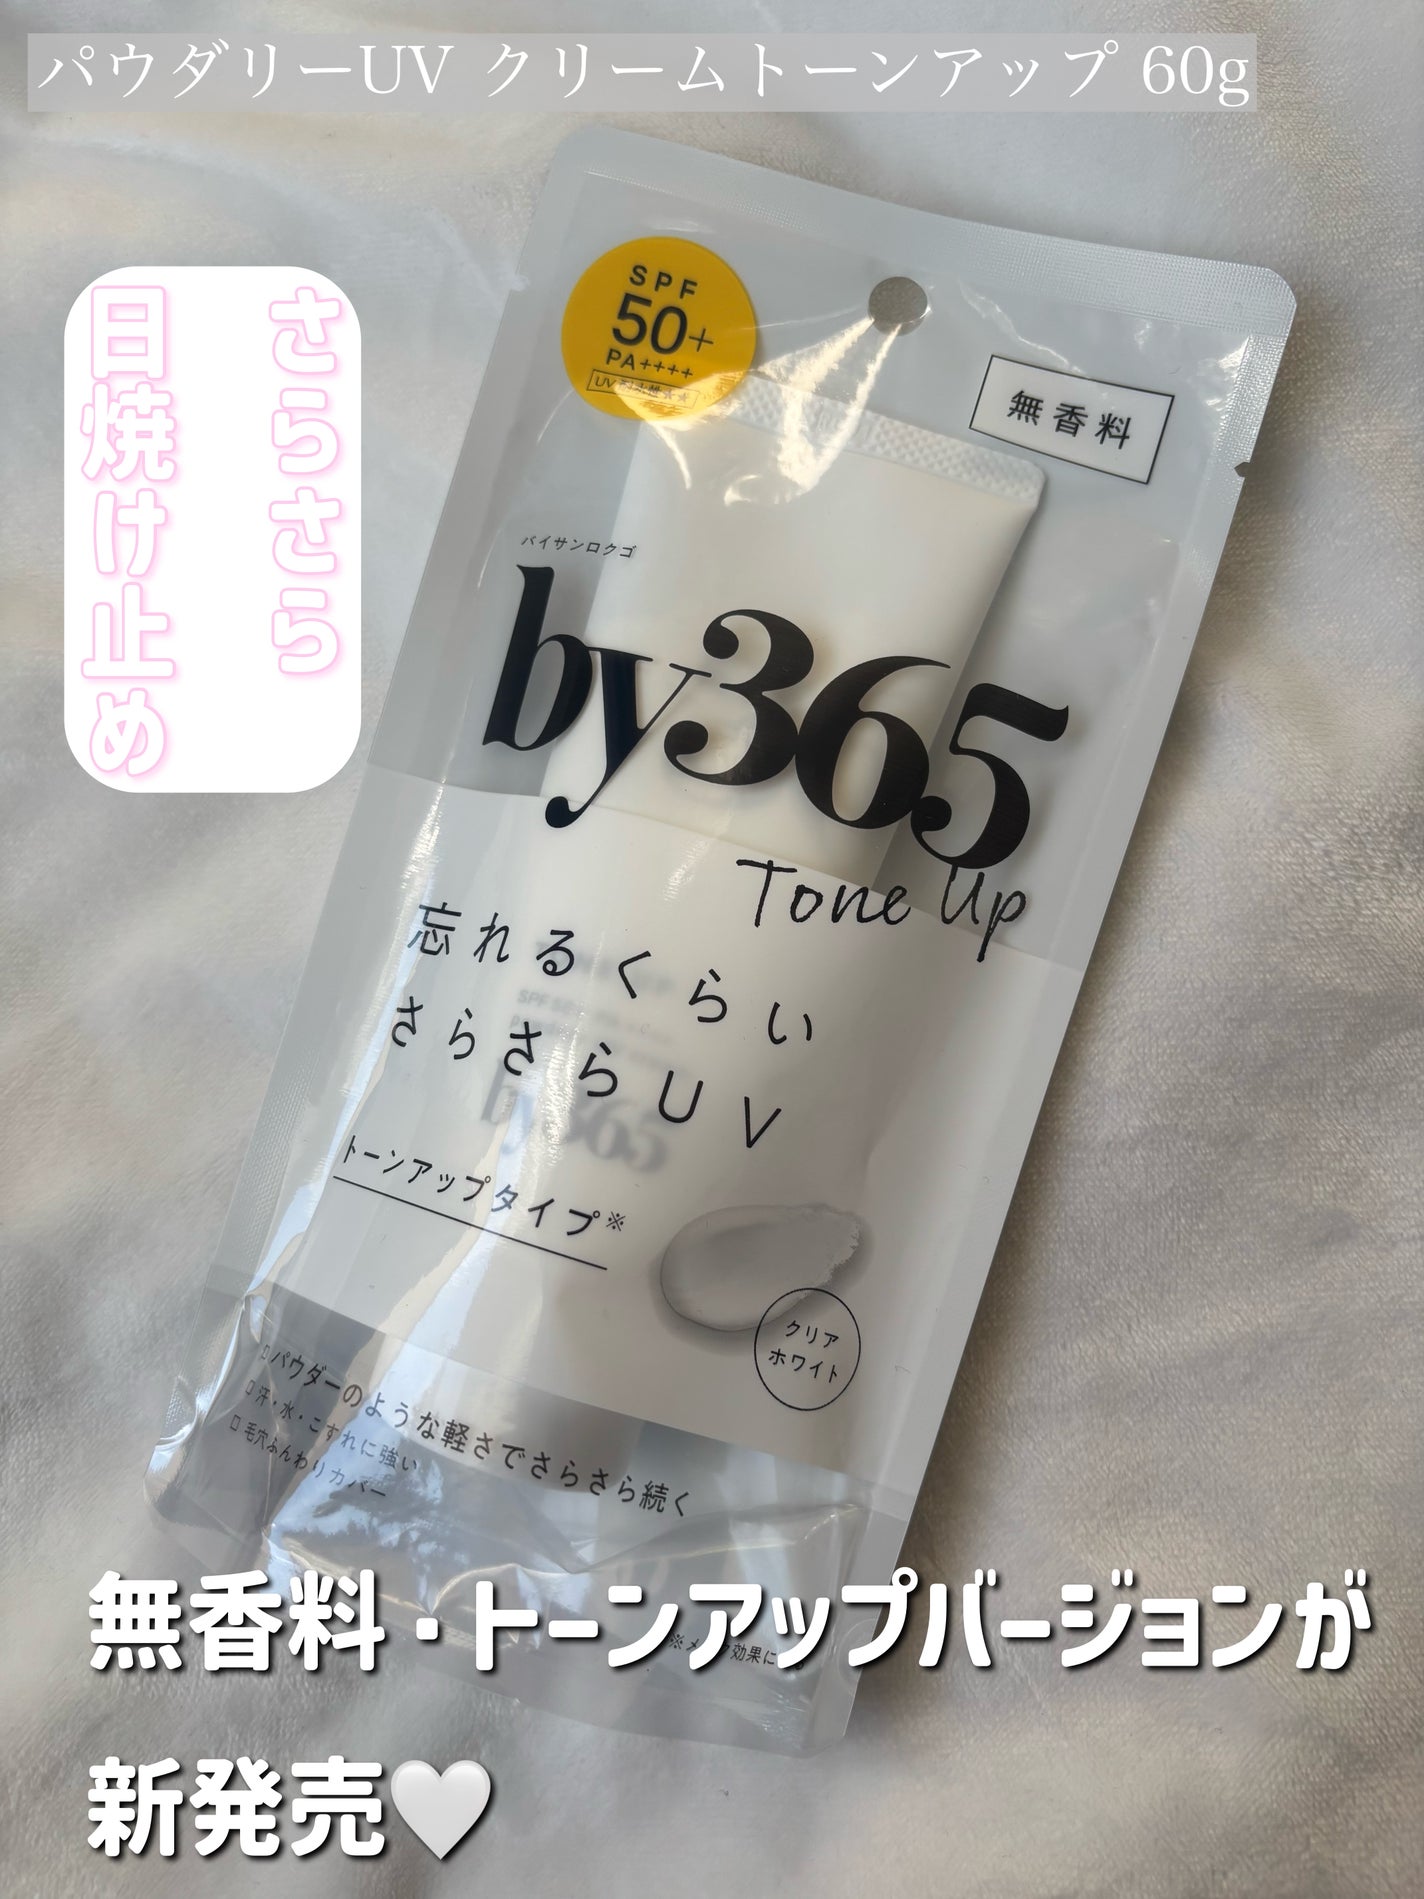 パウダリーUV クリームトーンアップ 60g
さらさら
日焼け止め
SPF
50+
PA++++
UV耐水性★★
無香料
バイサンロクゴ
by365
Tone Up
忘れるくらい
さらさらUV
トーンアップタイプ※
by365
クリア
ホワイト
パウダーのような軽さでさらさら続く
汗・水・こすれに強い
毛穴ふんわりカバー
無香料・トーンアップバージョンが
新発売🤍